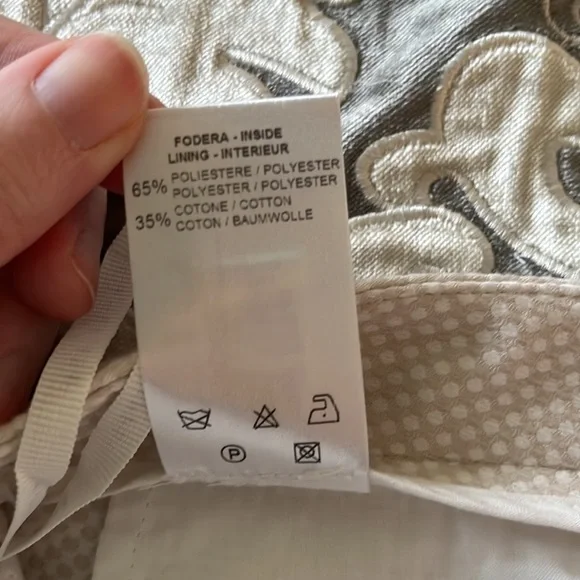 FODERA - INSIDE
LINING - INTERIEUR
65% POLIESTERE / POLYESTER
POLYESTER / POLYESTER
35% COTONE / COTTON
COTON / BAUMWOLLE
P